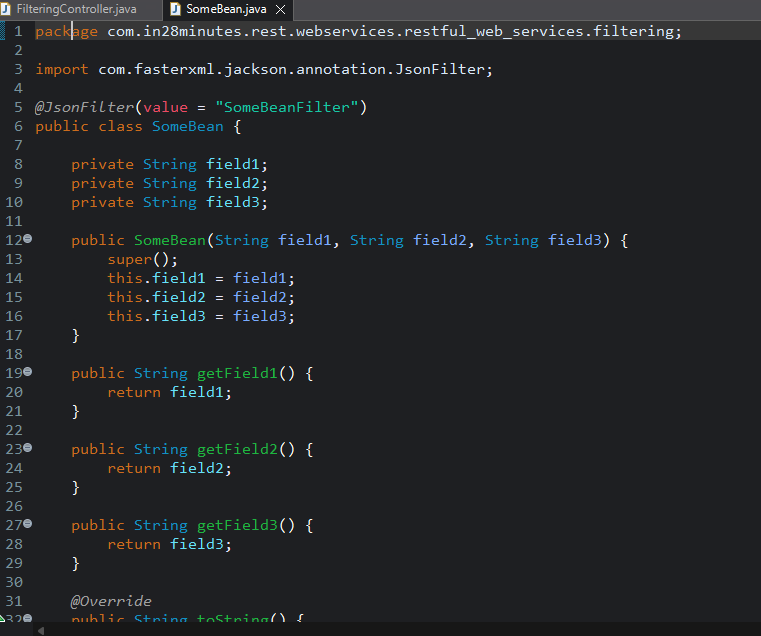 FilteringController.java SomeBean.java
1 package com.in28minutes.rest.webservices.restful_web_services.filtering;
2
3 import com.fasterxml.jackson.annotation.JsonFilter;
4
5 @JsonFilter(value = "SomeBeanFilter")
6 public class SomeBean {
7
8     private String field1;
9     private String field2;
10     private String field3;
11
12     public SomeBean(String field1, String field2, String field3) {
13         super();
14         this.field1 = field1;
15         this.field2 = field2;
16         this.field3 = field3;
17     }
18
19     public String getField1() {
20         return field1;
21     }
22
23     public String getField2() {
24         return field2;
25     }
26
27     public String getField3() {
28         return field3;
29     }
30
31     @Override
32     public String toString() {